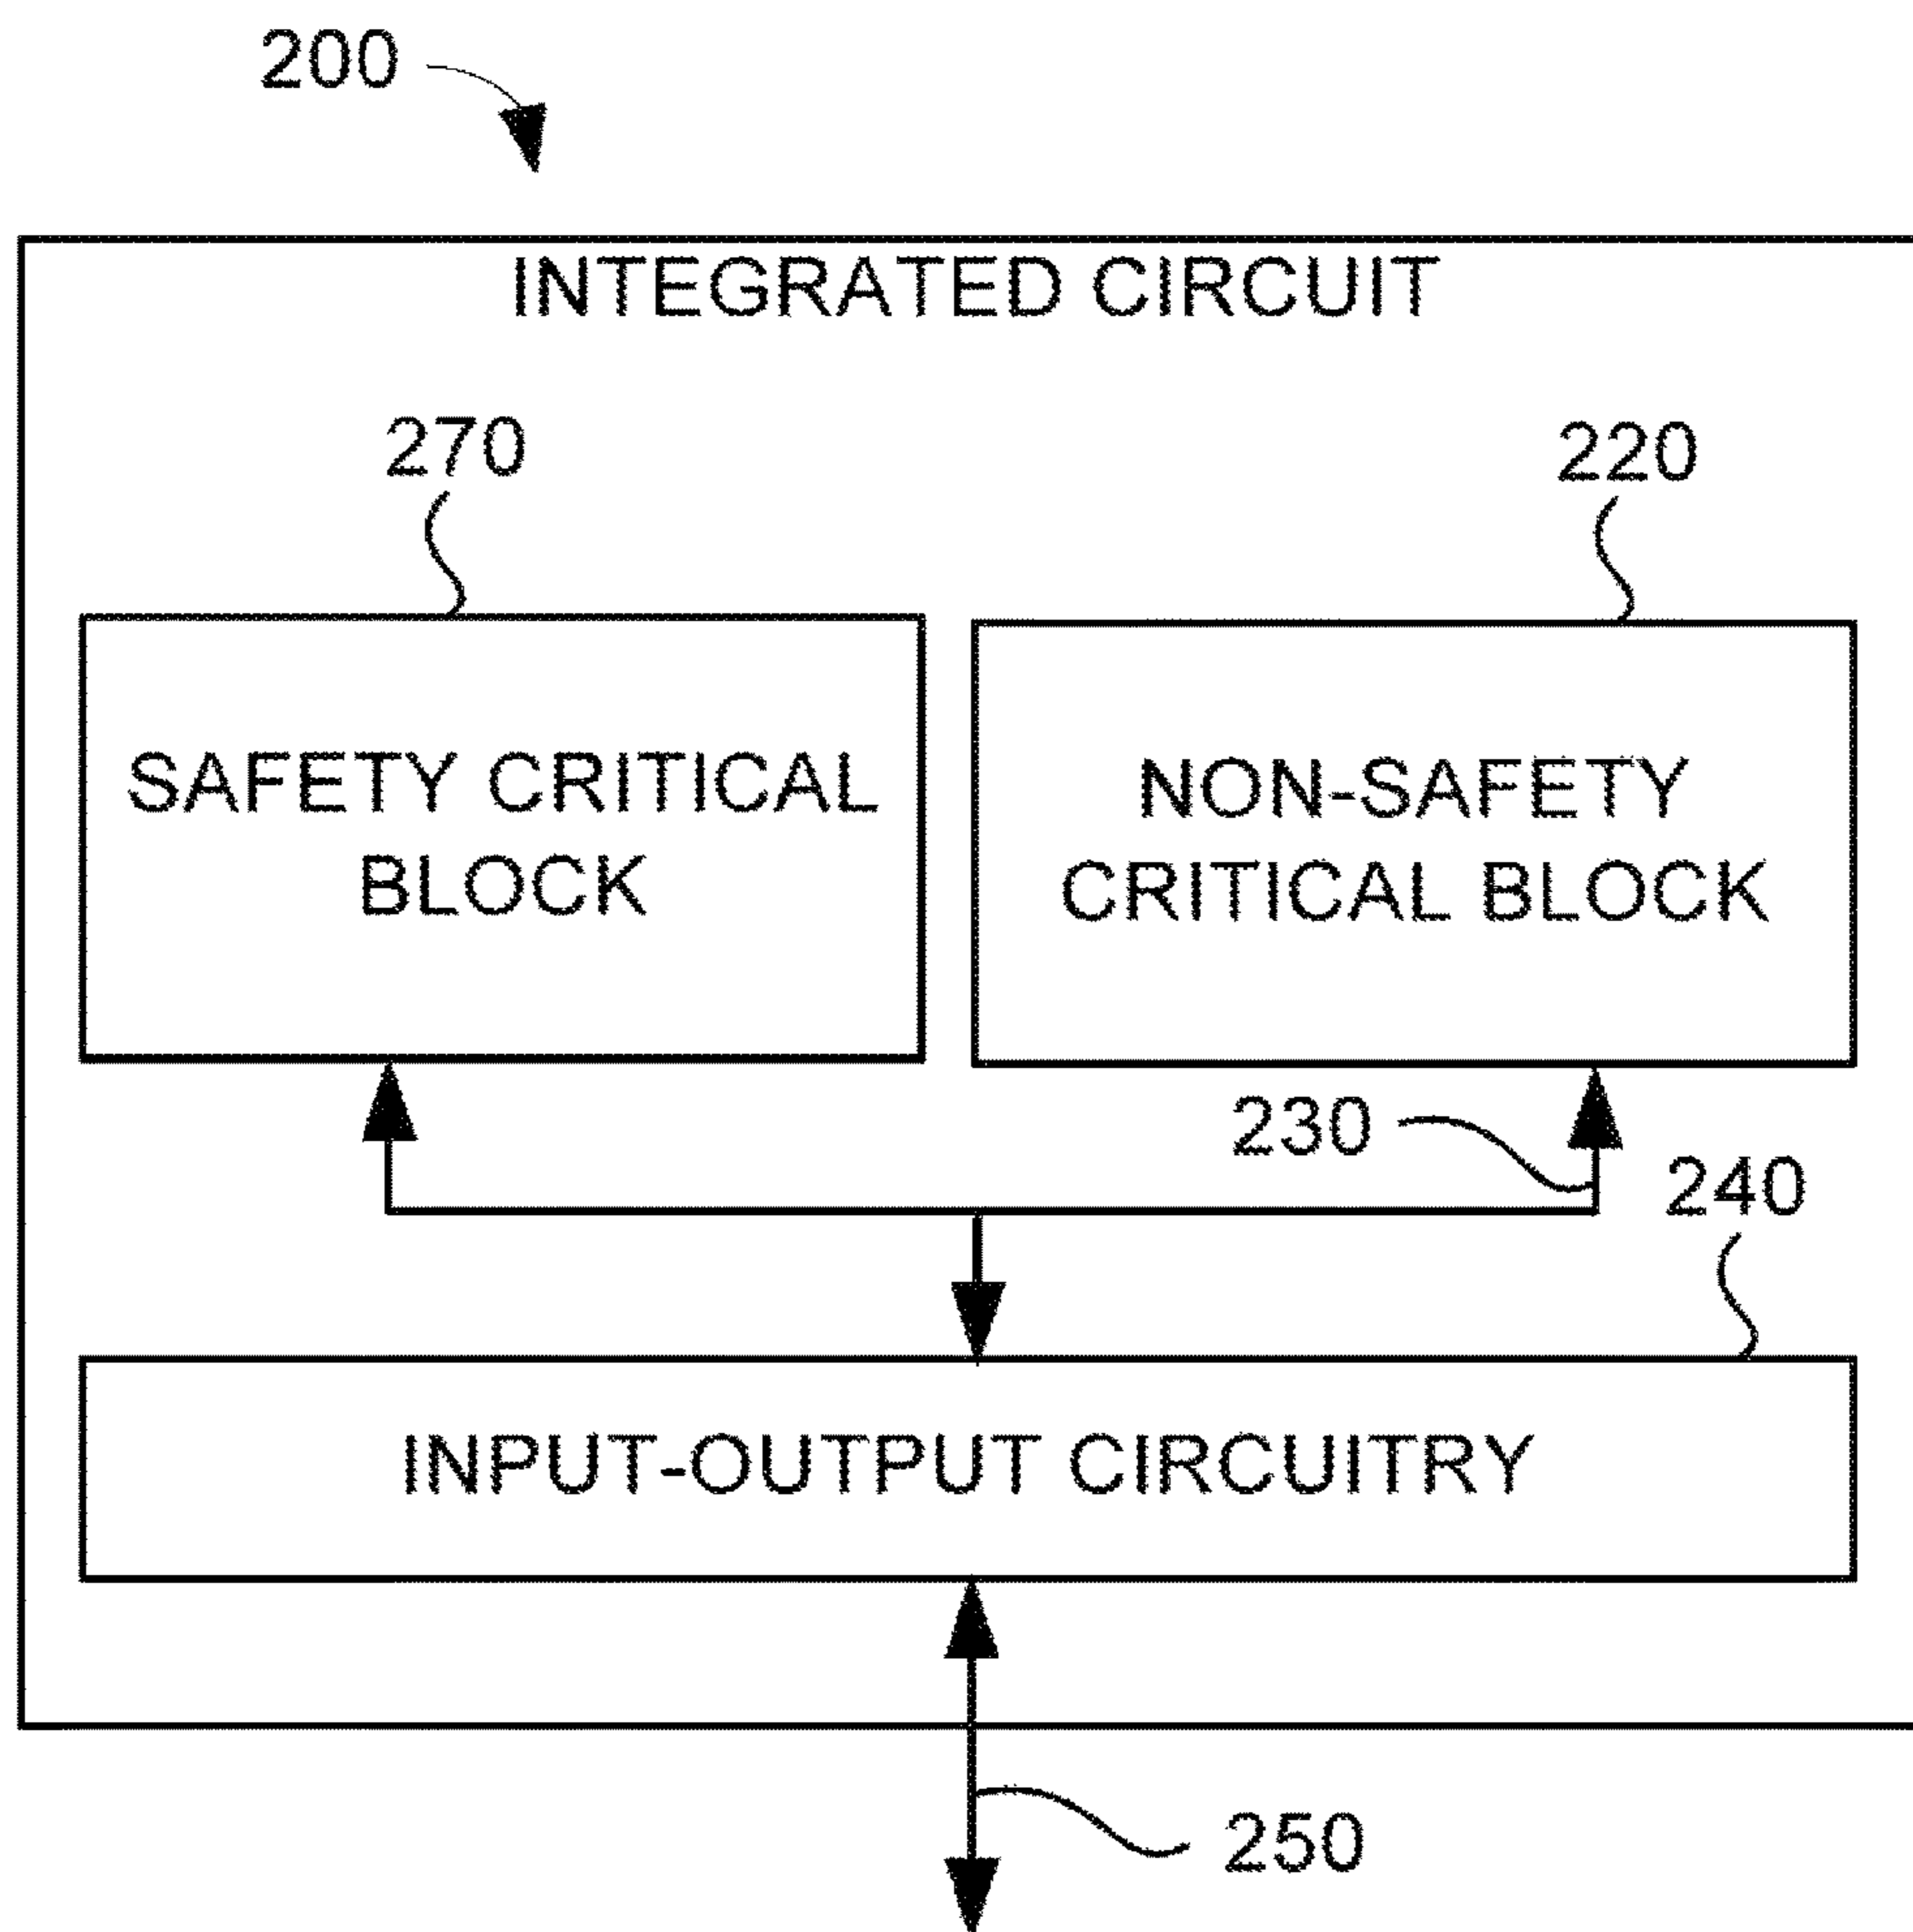 200
INTEGRATED CIRCUIT
270
220
SAFETY CRITICAL
BLOCK
NON-SAFETY
CRITICAL BLOCK
230
240
INPUT-OUTPUT CIRCUITRY
250